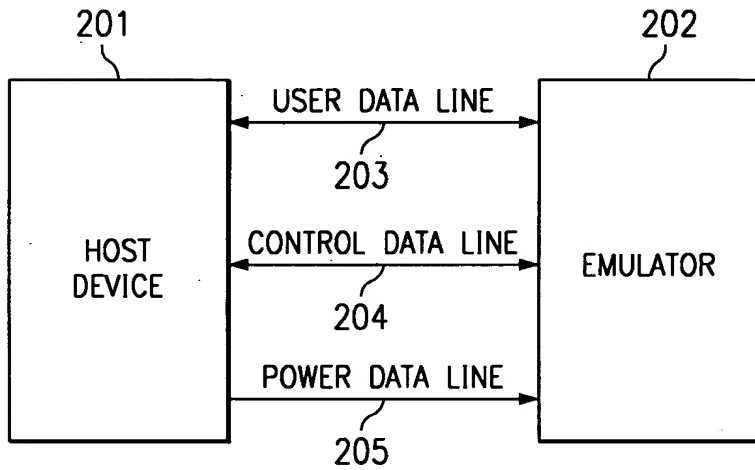 201
202
USER DATA LINE
203
HOST
DEVICE
CONTROL DATA LINE
204
EMULATOR
POWER DATA LINE
205